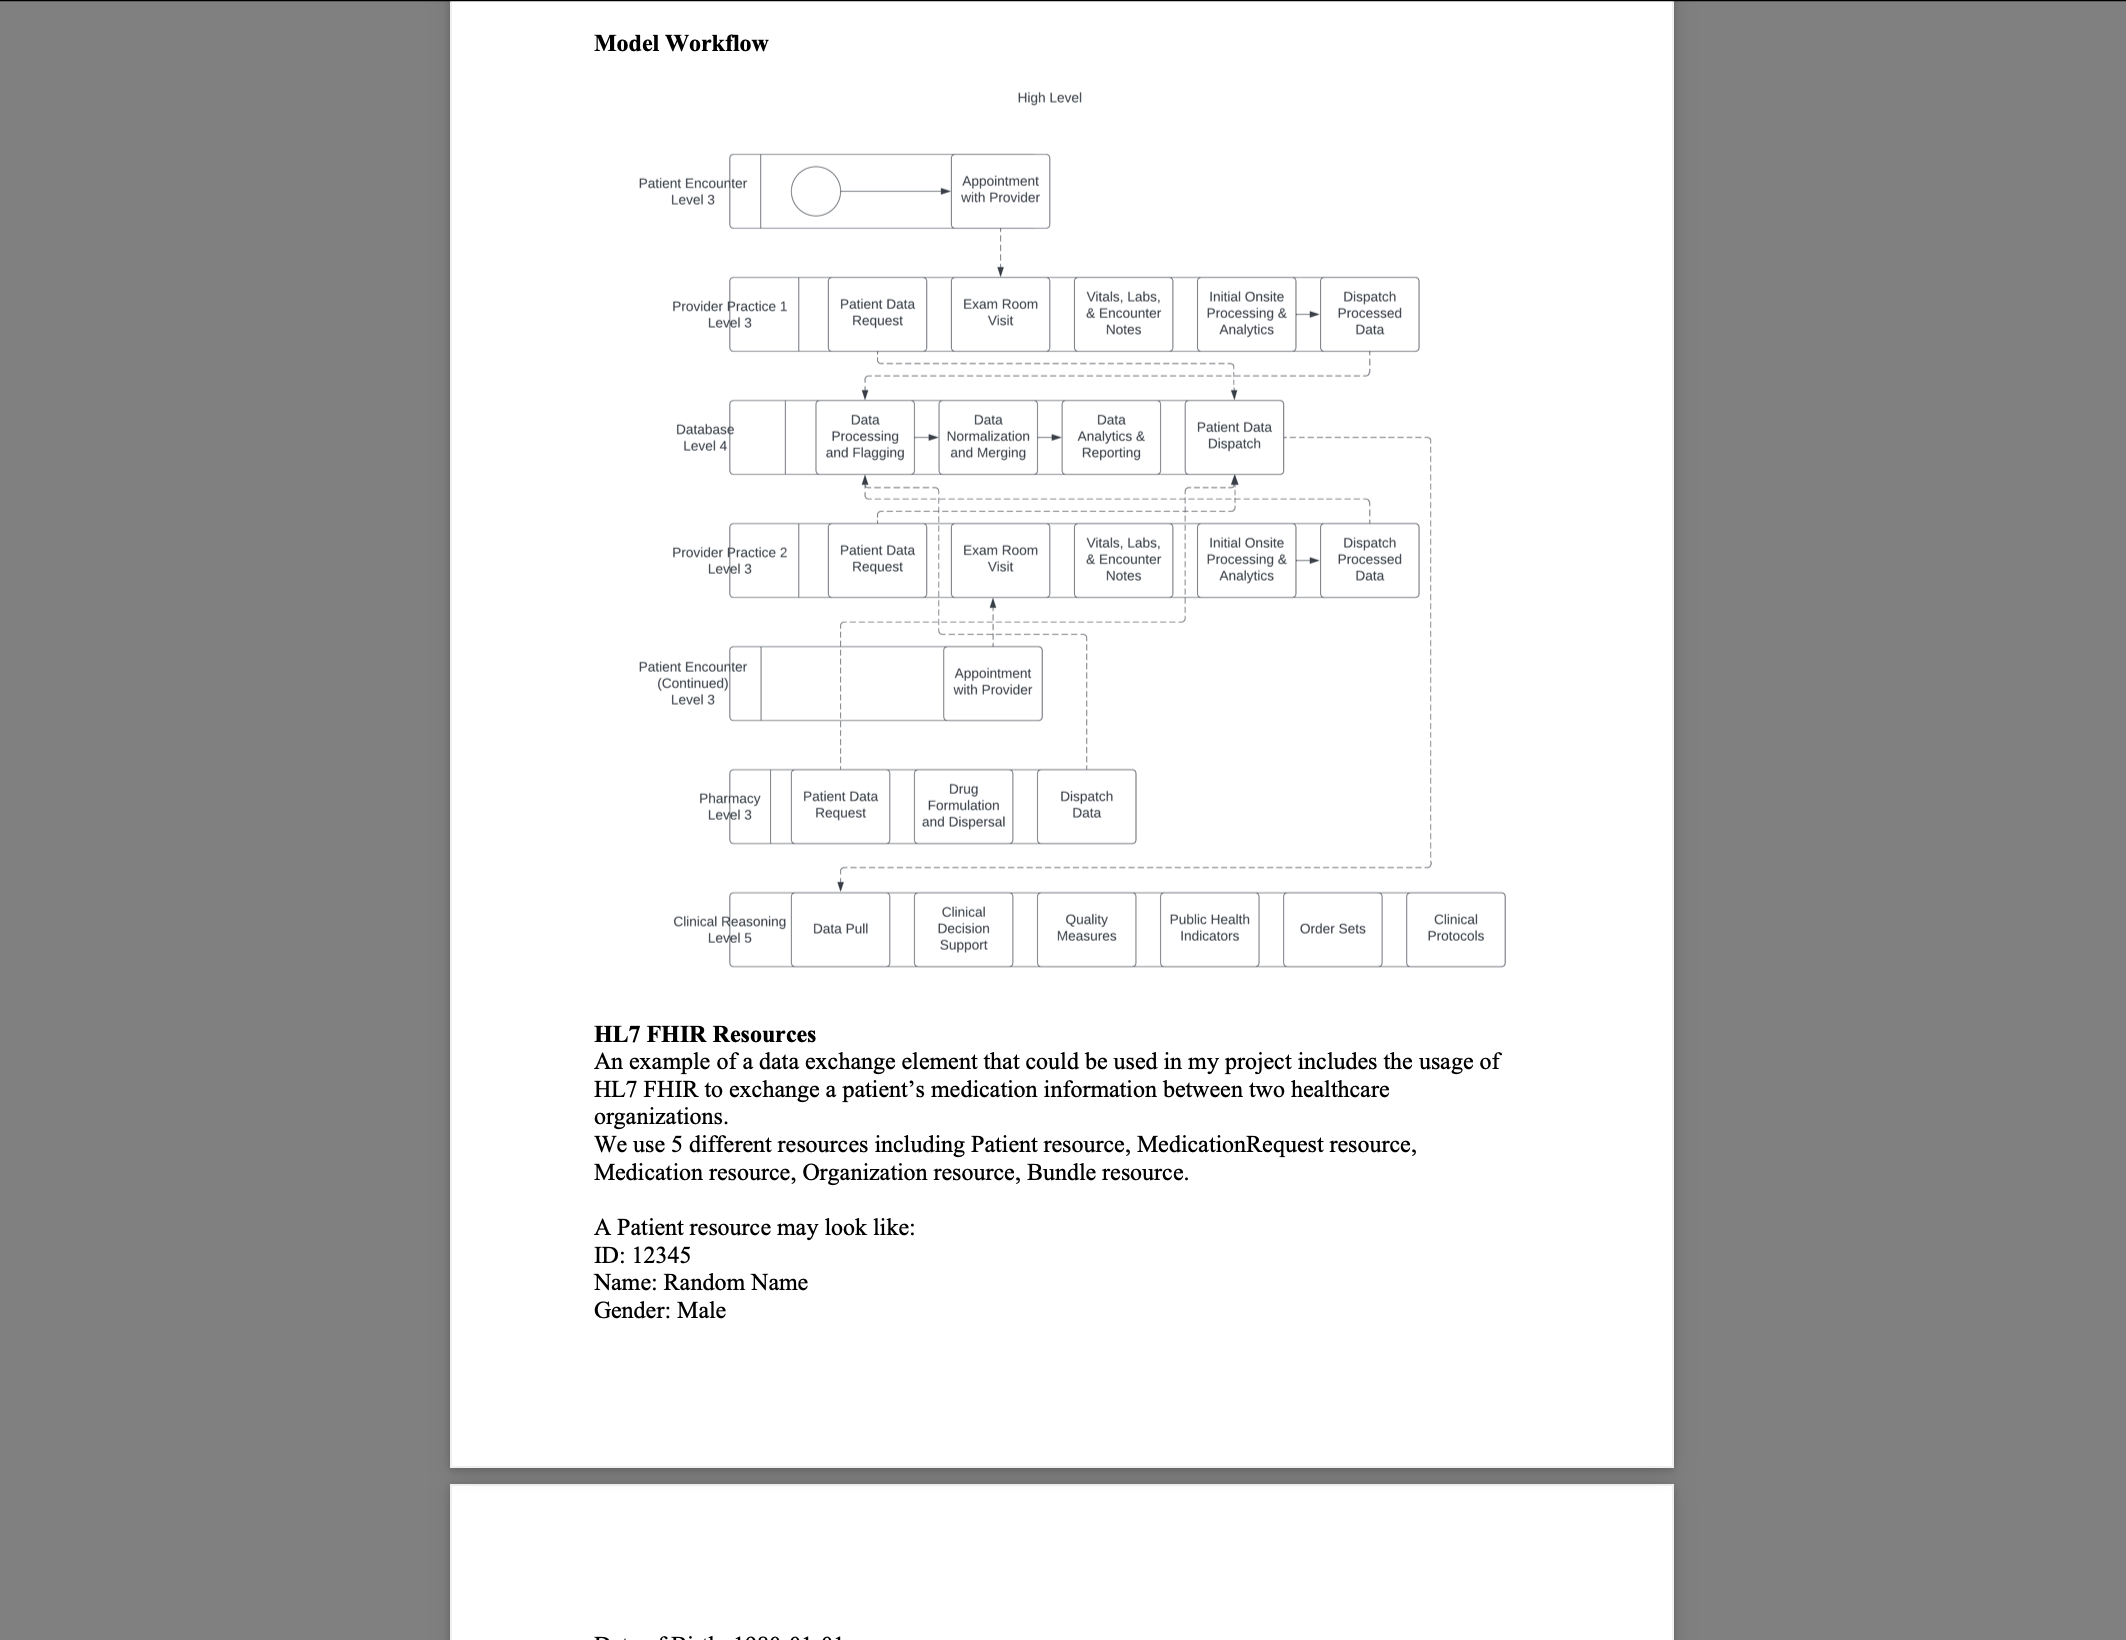 Model Workflow
High Level
Patient Encounter
Level 3
Appointment
with Provider
Provider Practice 1
Level 3
Patient Data
Request
Exam Room
Visit
Vitals, Labs,
& Encounter
Notes
Initial Onsite
Processing &
Analytics
Dispatch
Processed
Data
Database
Level 4
Data
Processing
and Flagging
Data
Normalization
and Merging
Data
Analytics &
Reporting
Patient Data
Dispatch
Provider Practice 2
Level 3
Patient Data
Request
Exam Room
Visit
Vitals, Labs,
& Encounter
Notes
Initial Onsite
Processing &
Analytics
Dispatch
Processed
Data
Patient Encounter
(Continued)
Level 3
Appointment
with Provider
Pharmacy
Level 3
Patient Data
Request
Drug
Formulation
and Dispersal
Dispatch
Data
Clinical Reasoning
Level 5
Data Pull
Clinical
Decision
Support
Quality
Measures
Public Health
Indicators
Order Sets
Clinical
Protocols
HL7 FHIR Resources
An example of a data exchange element that could be used in my project includes the usage of
HL7 FHIR to exchange a patient’s medication information between two healthcare
organizations.
We use 5 different resources including Patient resource, MedicationRequest resource,
Medication resource, Organization resource, Bundle resource.
A Patient resource may look like:
ID: 12345
Name: Random Name
Gender: Male